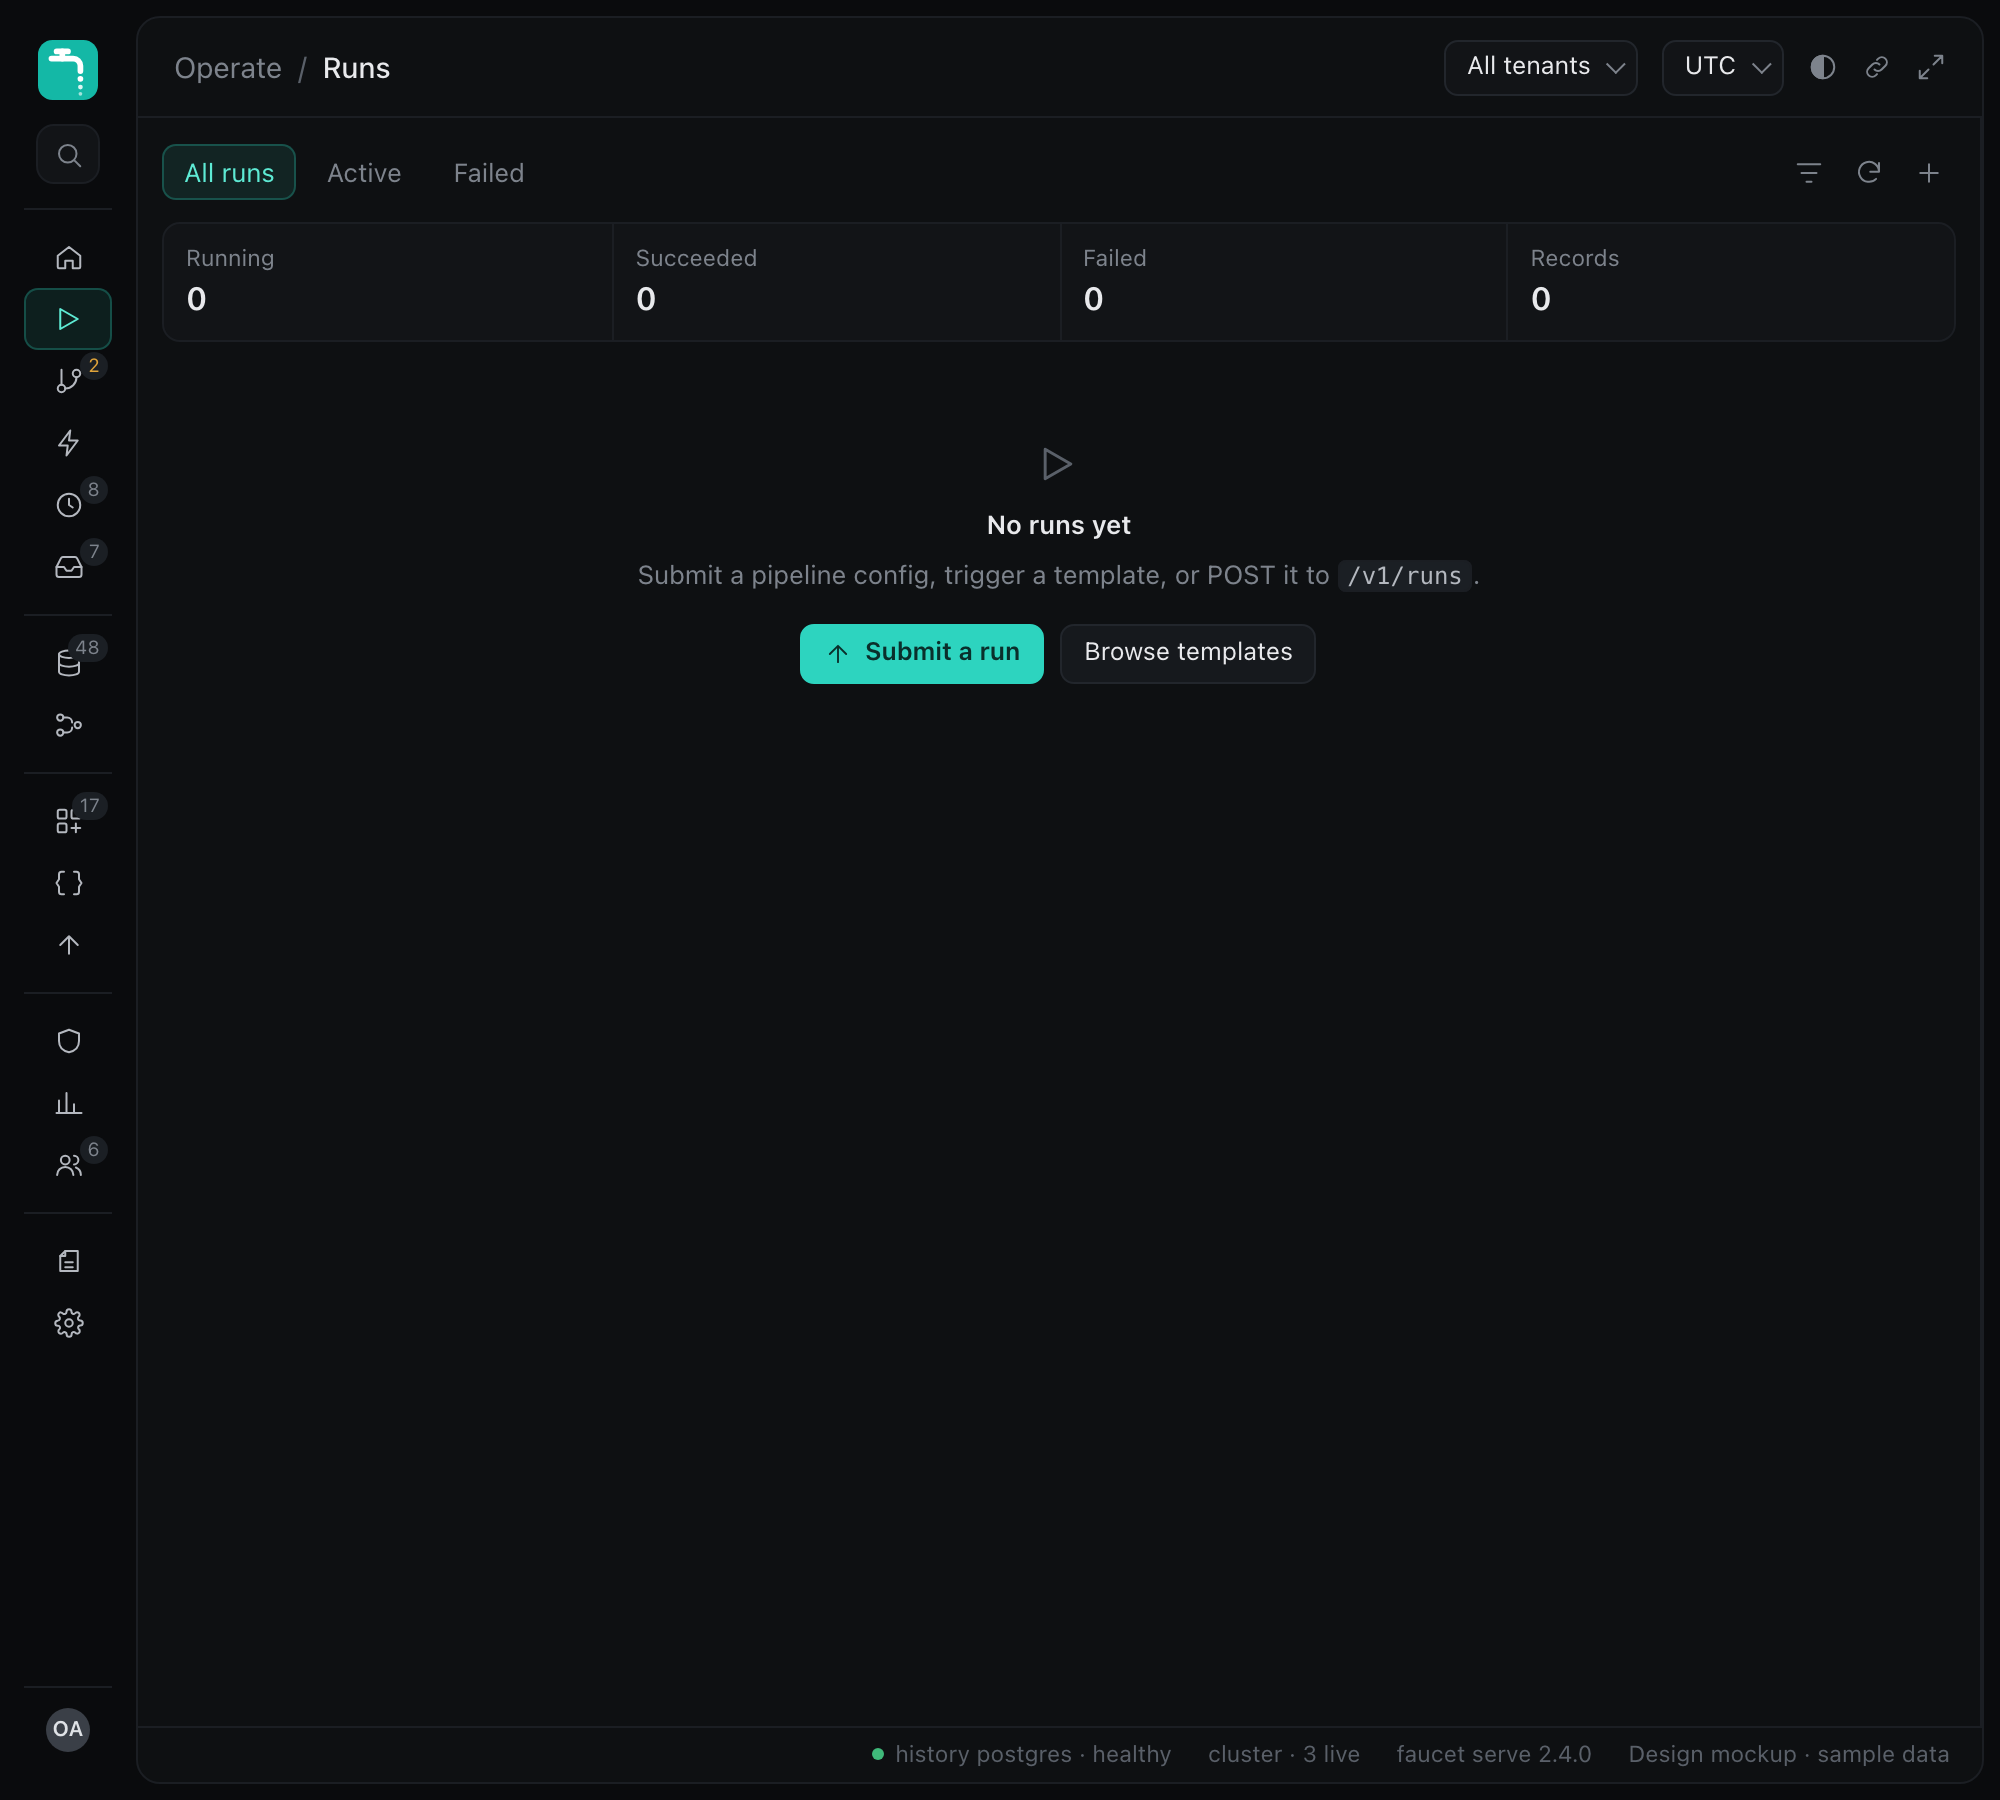 Operate / Runs
All tenants
UTC
All runs
Active
Failed
Running
0
Succeeded
0
Failed
0
Records
0
2
8
7
48
17
6
No runs yet
Submit a pipeline config, trigger a template, or POST it to /v1/runs.
Submit a run
Browse templates
OA
history postgres · healthy
cluster · 3 live
faucet serve 2.4.0
Design mockup · sample data